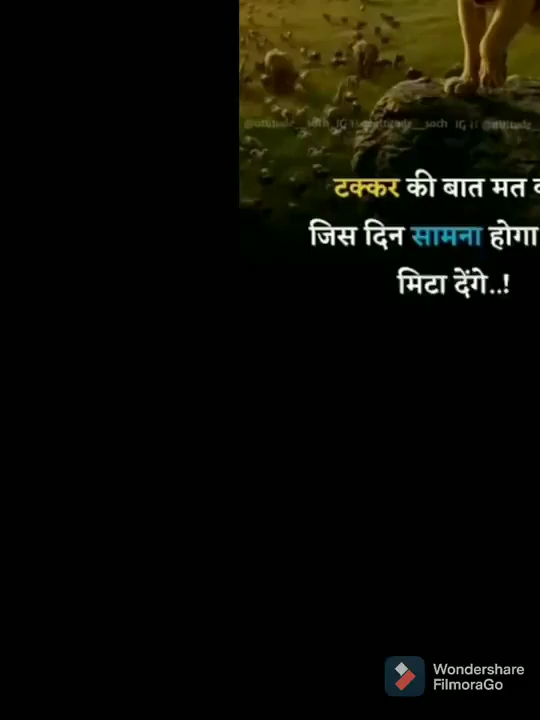 टक्कर की बात मत
जिस दिन सामना होगा
मिटा देंगे..!
Wondershare
FilmoraGo